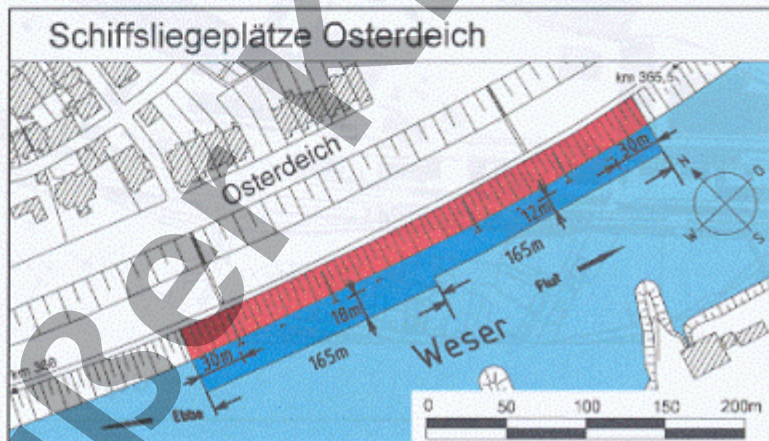 Schiffsliegeplätze Osterdeich
km 365,5
Osterdeich
30m
N
O
W
S
12m
165m
Flut
18m
Weser
30m
165m
km 366
Ebbe
0 50 100 150 200m